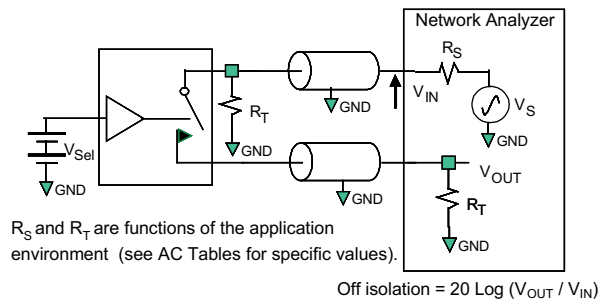 Network Analyzer
R_S
V_IN
V_S
GND
GND
R_T
V_Sel
GND
GND
GND
V_OUT
R_T
GND
R_S and R_T are functions of the application
environment (see AC Tables for specific values).
GND
Off isolation = 20 Log (V_OUT / V_IN)